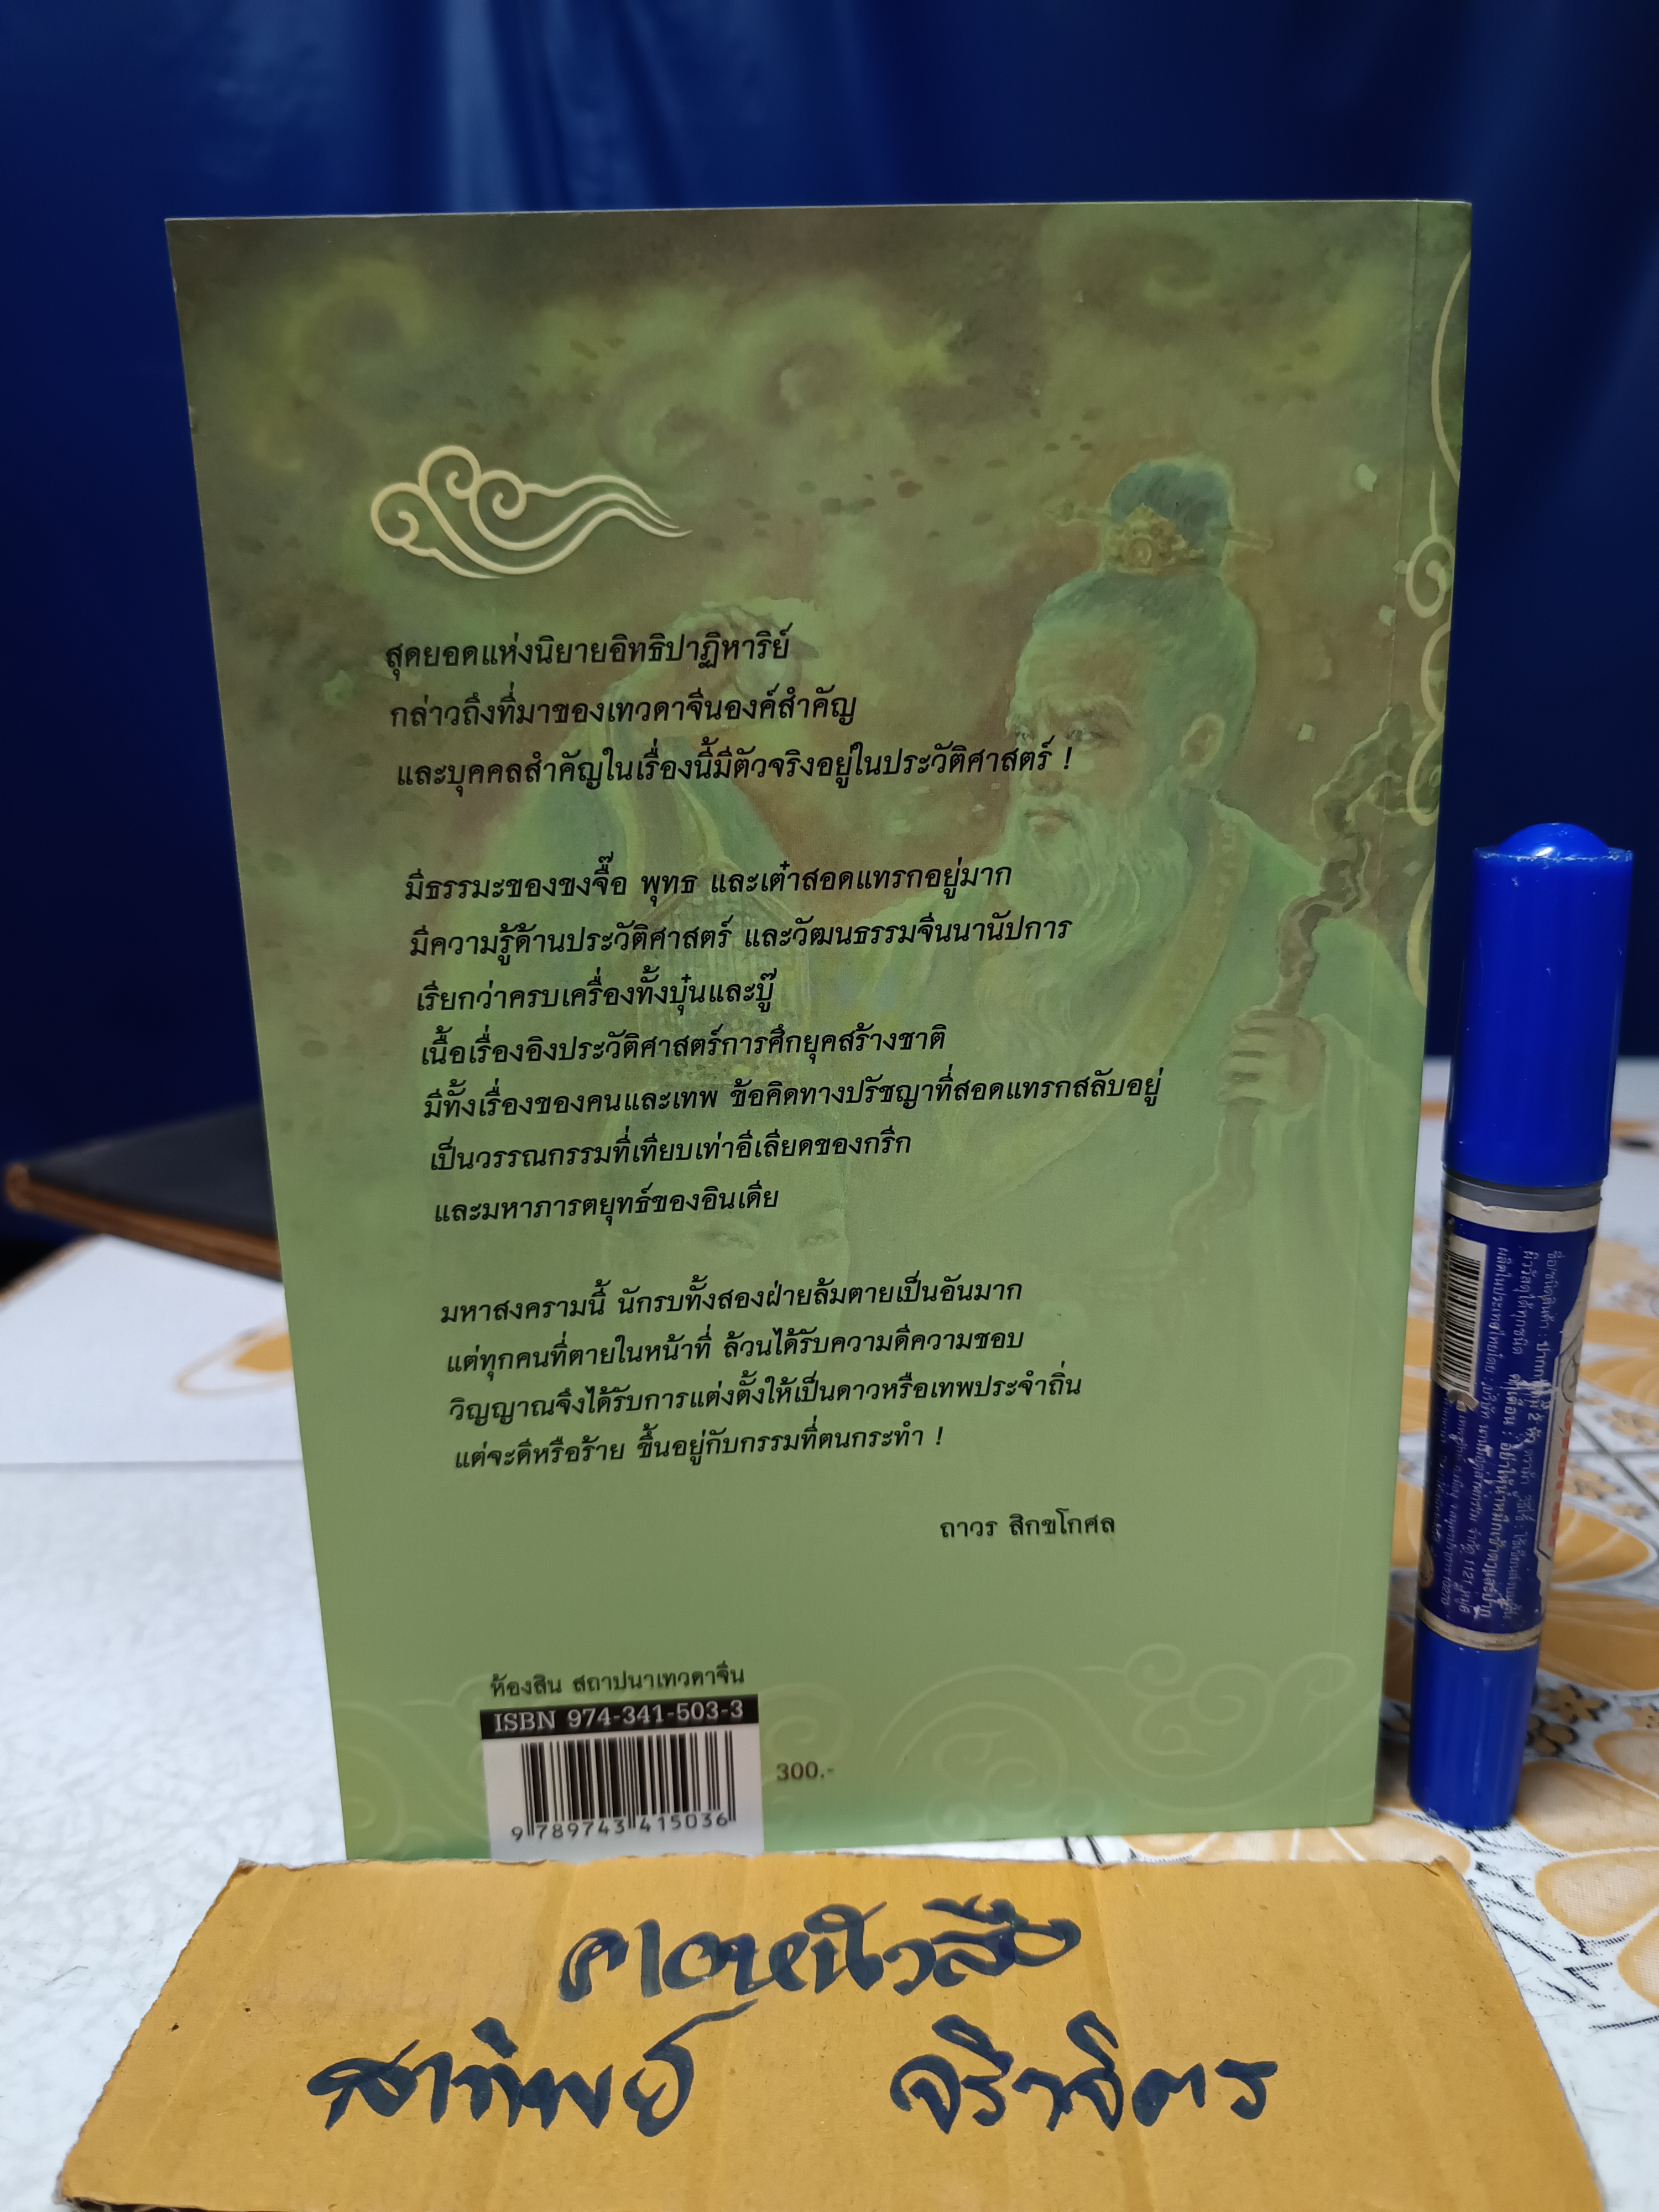 สุดยอดแห่งนิยายอิทธิปาฏิหาริย์
กล่าวถึงที่มาของเทวดาจีนองค์สำคัญ
และบุคคลสำคัญในเรื่องนี้มีตัวจริงอยู่ในประวัติศาสตร์ !
มีธรรมะของขงจื๊อ พุทธ และเต๋าสอดแทรกอยู่มาก
มีความรู้ด้านประวัติศาสตร์ และวัฒนธรรมจีนนานัปการ
เรียกว่าครบเครื่องทั้งบุ๋นและบู๊
เนื้อเรื่องอิงประวัติศาสตร์การศึกยุคสร้างชาติ
มีทั้งเรื่องของคนและเทพ ข้อคิดทางปรัชญาที่สอดแทรกสลับอยู่
เป็นวรรณกรรมที่เทียบเท่าอีเลียดของกรีก
และมหาภารตยุทธ์ของอินเดีย
มหาสงครามนี้ นักรบทั้งสองฝ่ายล้มตายเป็นอันมาก
แต่ทุกคนที่ตายในหน้าที่ ล้วนได้รับความดีความชอบ
วิญญาณจึงได้รับการแต่งตั้งให้เป็นดาวหรือเทพประจำถิ่น
แต่จะดีหรือร้าย ขึ้นอยู่กับกรรมที่ตนกระทำ !
ถาวร สิกขโกศล
ห้องสิน สถาปนาเทวดาจีน
ISBN 974-341-503-3
300.-
9 789743 415036